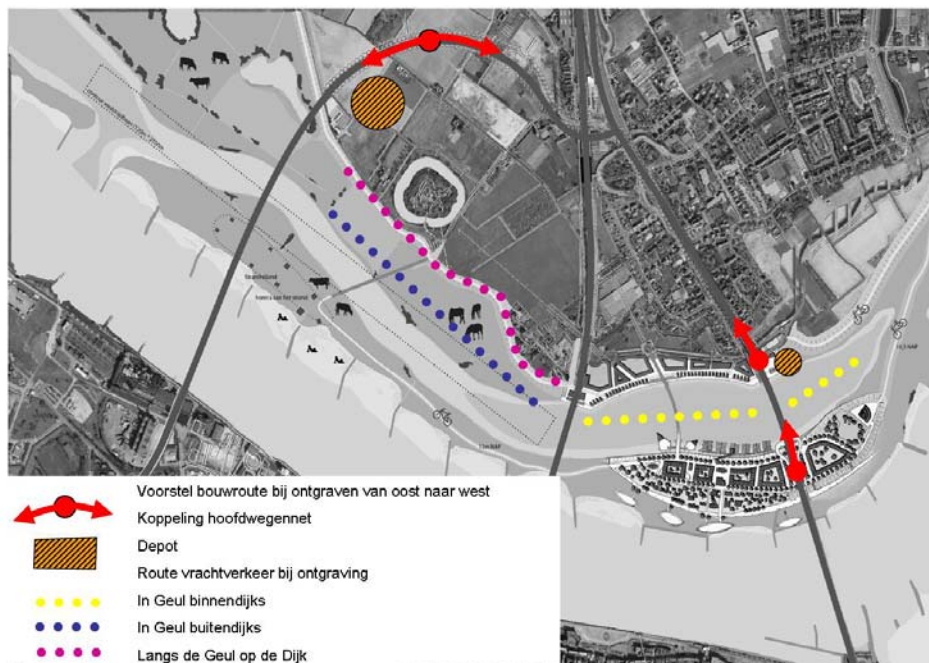 Voorstel bouwroute bij ontgraven van oost naar west
Koppeling hoofdwegennet
Depot
Route vrachtverkeer bij ontgraving
In Geul binnendijks
In Geul buitendijks
Langs de Geul op de Dijk